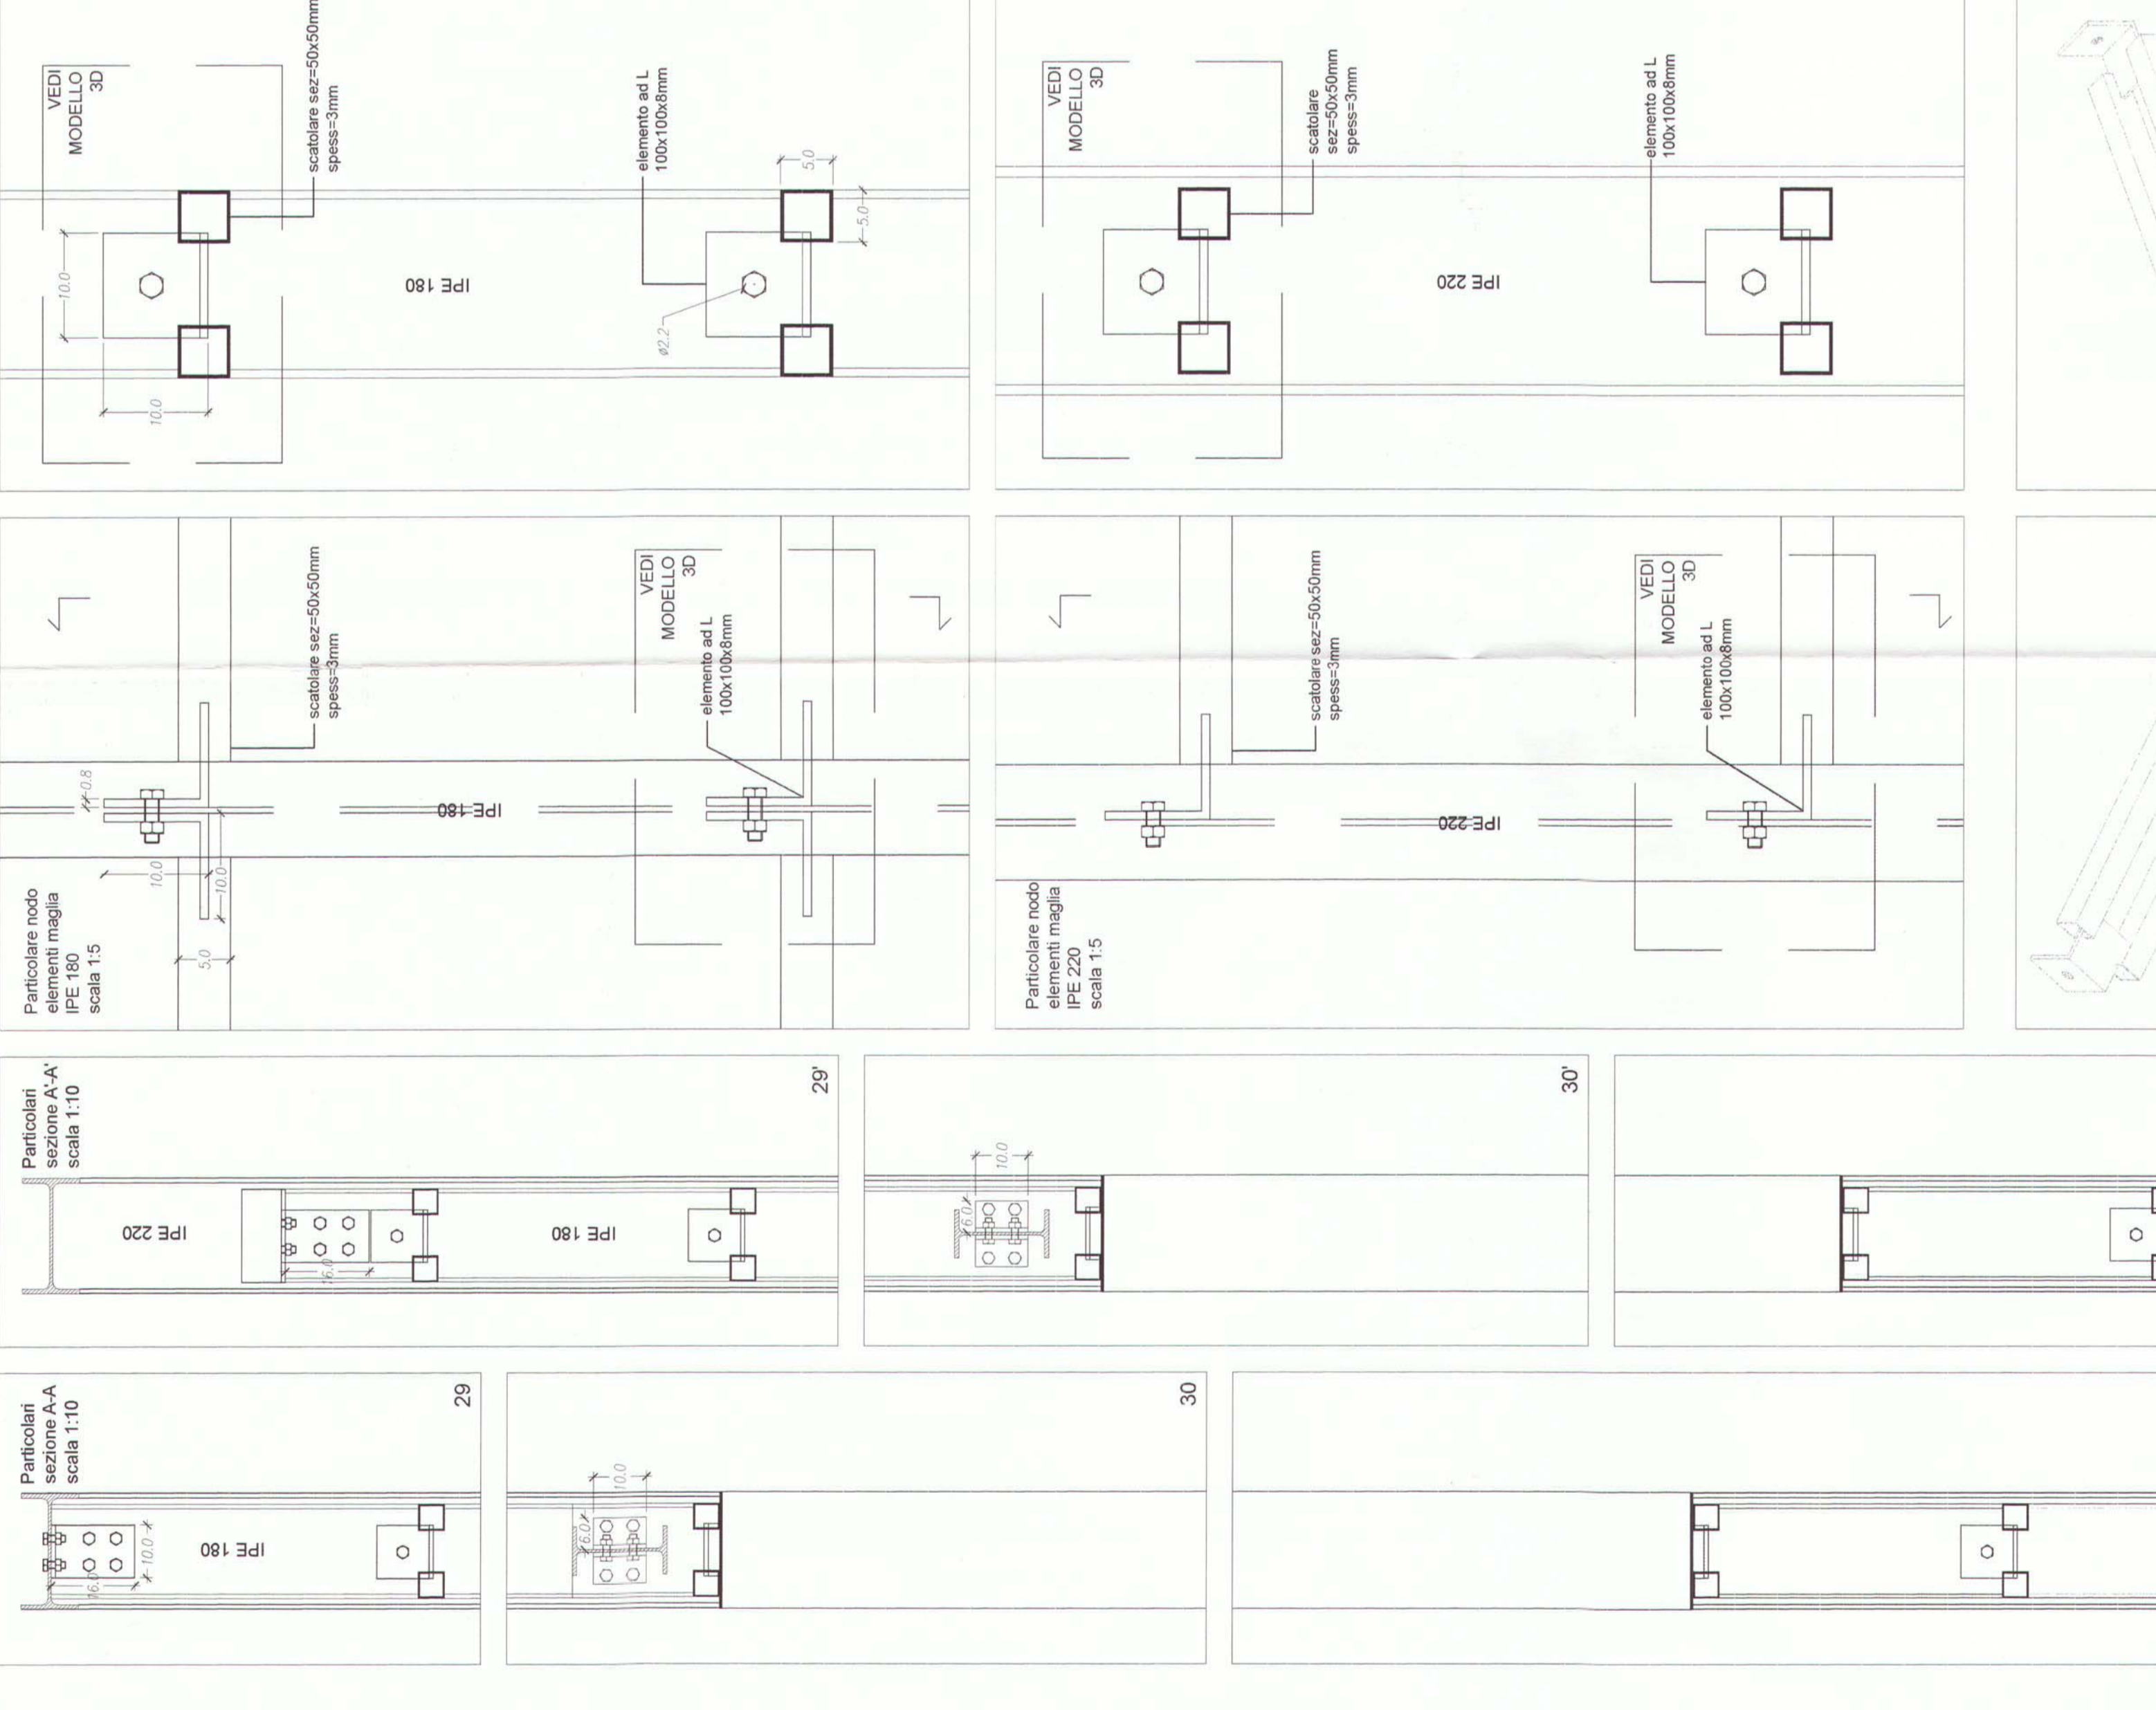 VEDI
MODELLO
3D
scatolare sez=50x50mm
spess=3mm
elemento ad L
100x100x8mm
10.0
10.0
IPE 180
ø2.2
5.0
5.0
VEDI
MODELLO
3D
scatolare
sez=50x50mm
spess=3mm
elemento ad L
100x100x8mm
IPE 220
Particolare nodo
elementi maglia
IPE 180
scala 1:5
scatolare sez=50x50mm
spess=3mm
VEDI
MODELLO
3D
elemento ad L
100x100x8mm
0.8
10.0
10.0
5.0
IPE 180
Particolare nodo
elementi maglia
IPE 220
scala 1:5
scatolare sez=50x50mm
spess=3mm
VEDI
MODELLO
3D
elemento ad L
100x100x8mm
IPE 220
Particolari
sezione A'-A'
scala 1:10
IPE 220
16.0
IPE 180
29'
6.0
10.0
30'
Particolari
sezione A-A
scala 1:10
16.0
10.0
IPE 180
29
6.0
10.0
30